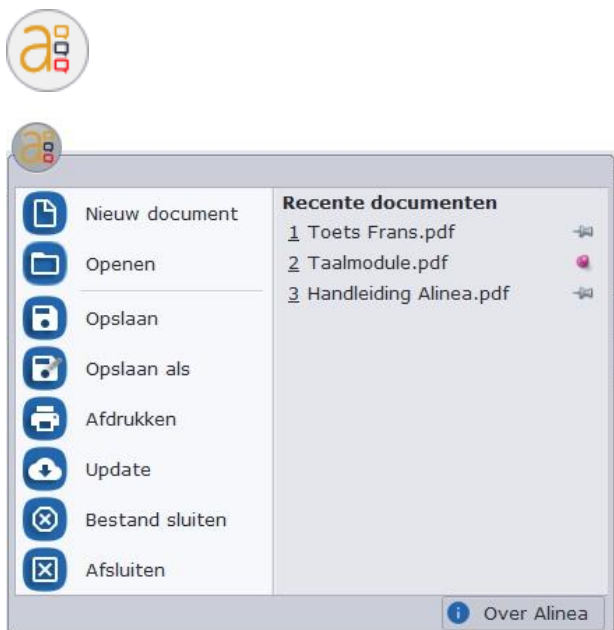 a
a
Nieuw document
Openen
Opslaan
Opslaan als
Afdrukken
Update
Bestand sluiten
Afsluiten
Recente documenten
1 Toets Frans.pdf
2 Taalmodule.pdf
3 Handleiding Alinea.pdf
i Over Alinea